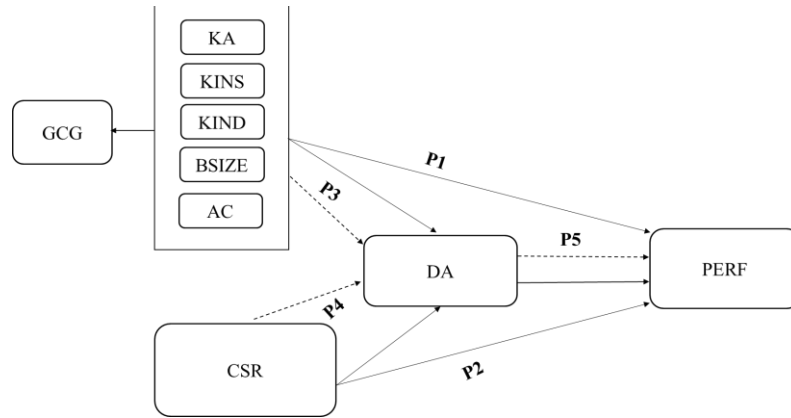 KA
KINS
KIND
BSIZE
AC
GCG
P1
P3
P5
DA
PERF
P4
CSR
P2